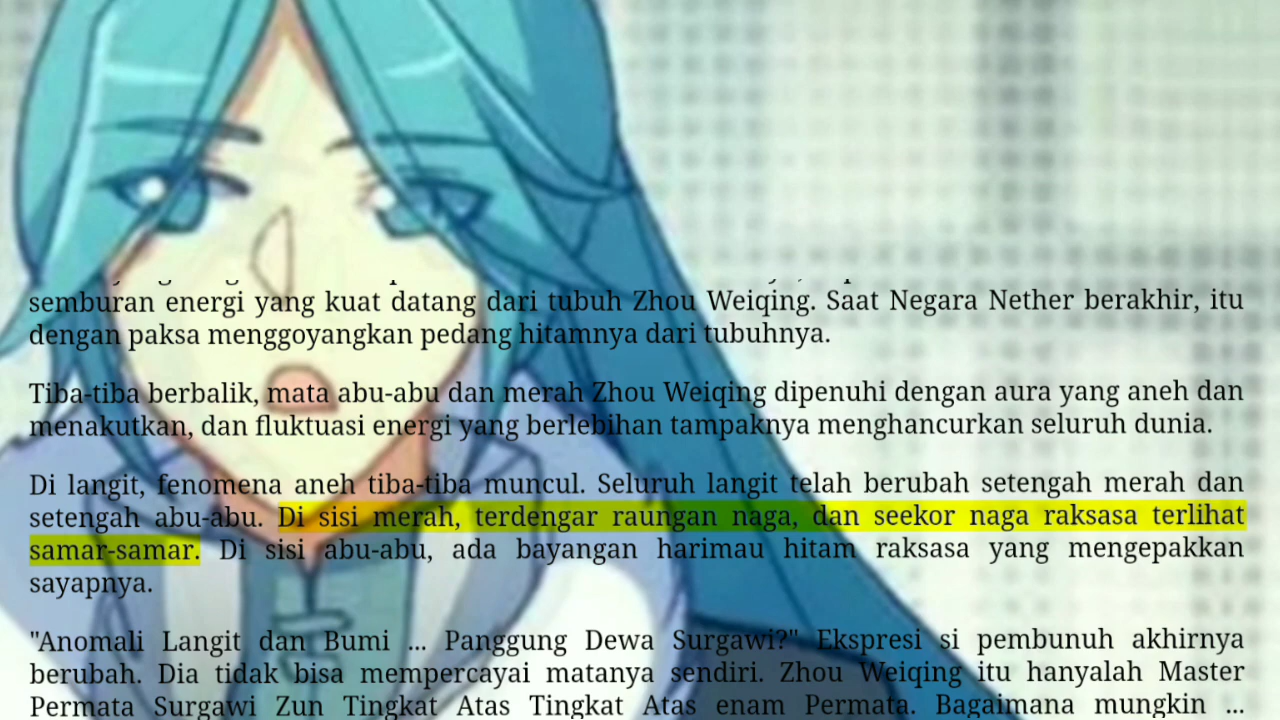 semburan energi yang kuat datang dari tubuh Zhou Weiqing. Saat Negara Nether berakhir, itu
dengan paksa menggoyangkan pedang hitamnya dari tubuhnya.
Tiba-tiba berbalik, mata abu-abu dan merah Zhou Weiqing dipenuhi dengan aura yang aneh dan
menakutkan, dan fluktuasi energi yang berlebihan tampaknya menghancurkan seluruh dunia.
Di langit, fenomena aneh tiba-tiba muncul. Seluruh langit telah berubah setengah merah dan
setengah abu-abu. Di sisi merah, terdengar raungan naga, dan seekor naga raksasa terlihat
samar-samar. Di sisi abu-abu, ada bayangan harimau hitam raksasa yang mengepakkan
sayapnya.
"Anomali Langit dan Bumi ... Panggung Dewa Surgawi?" Ekspresi si pembunuh akhirnya
berubah. Dia tidak bisa mempercayai matanya sendiri. Zhou Weiqing itu hanyalah Master
Permata Surgawi Zun Tingkat Atas Tingkat Atas enam Permata. Bagaimana mungkin ...